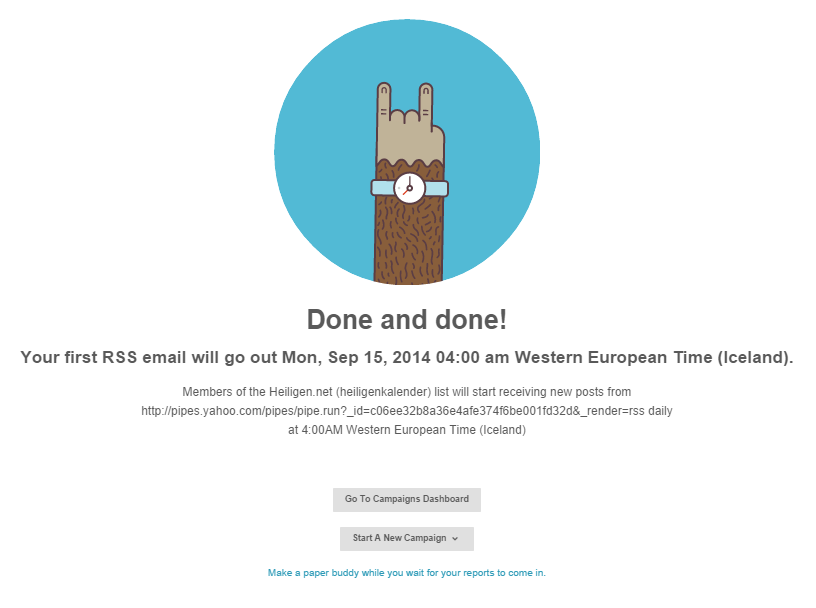 Done and done!
Your first RSS email will go out Mon, Sep 15, 2014 04:00 am Western European Time (Iceland).
Members of the Heiligen.net (heiligenkalender) list will start receiving new posts from
http://pipes.yahoo.com/pipes/pipe.run?_id=c06ee32b8a36e4afe374f6be001fd32d&_render=rss daily
at 4:00AM Western European Time (Iceland)
Go To Campaigns Dashboard
Start A New Campaign
Make a paper buddy while you wait for your reports to come in.